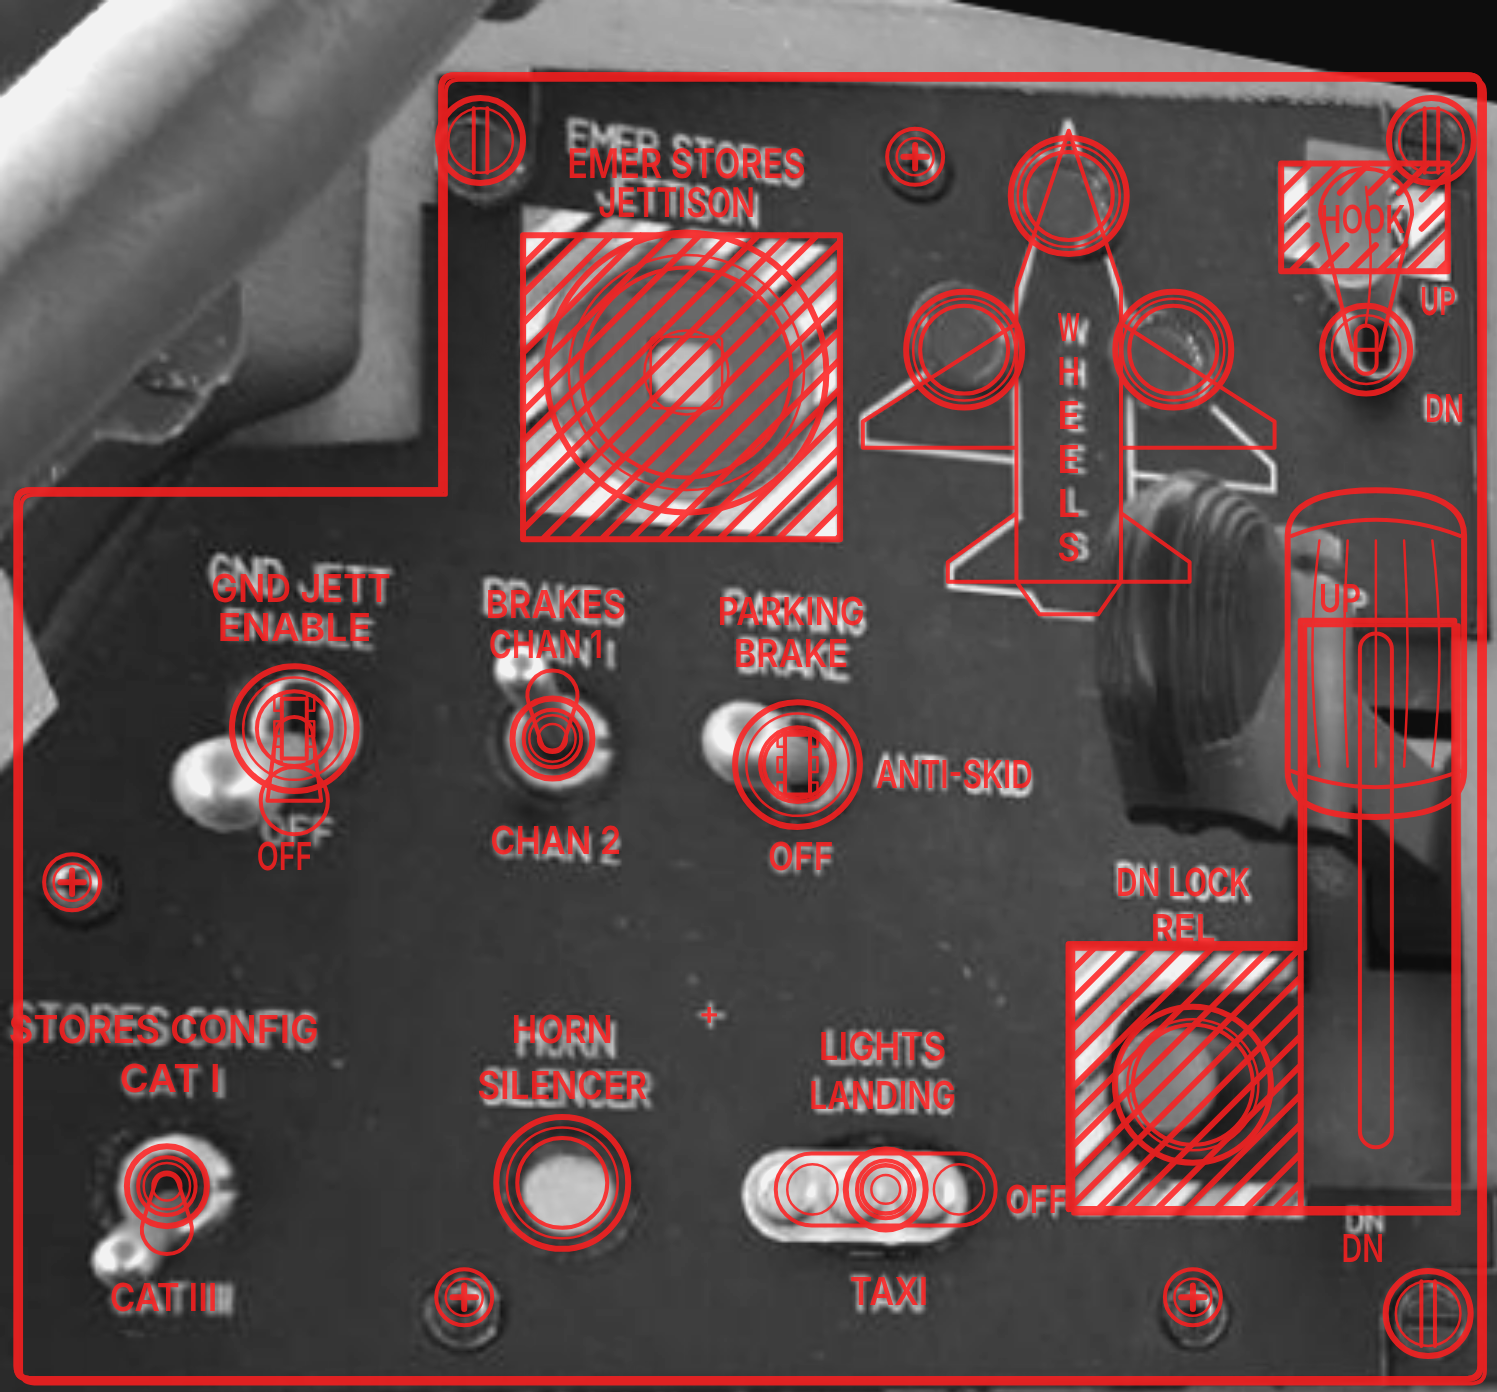 EMER STORES
JETTISON
HOOK
UP
DN
WHEELS
GND JETT
ENABLE
OFF
BRAKES
CHAN 1
CHAN 2
PARKING
BRAKE
ANTI-SKID
OFF
UP
DN LOCK
REL
DN
STORES CONFIG
CAT I
CAT III
HORN
SILENCER
LIGHTS
LANDING
OFF
TAXI